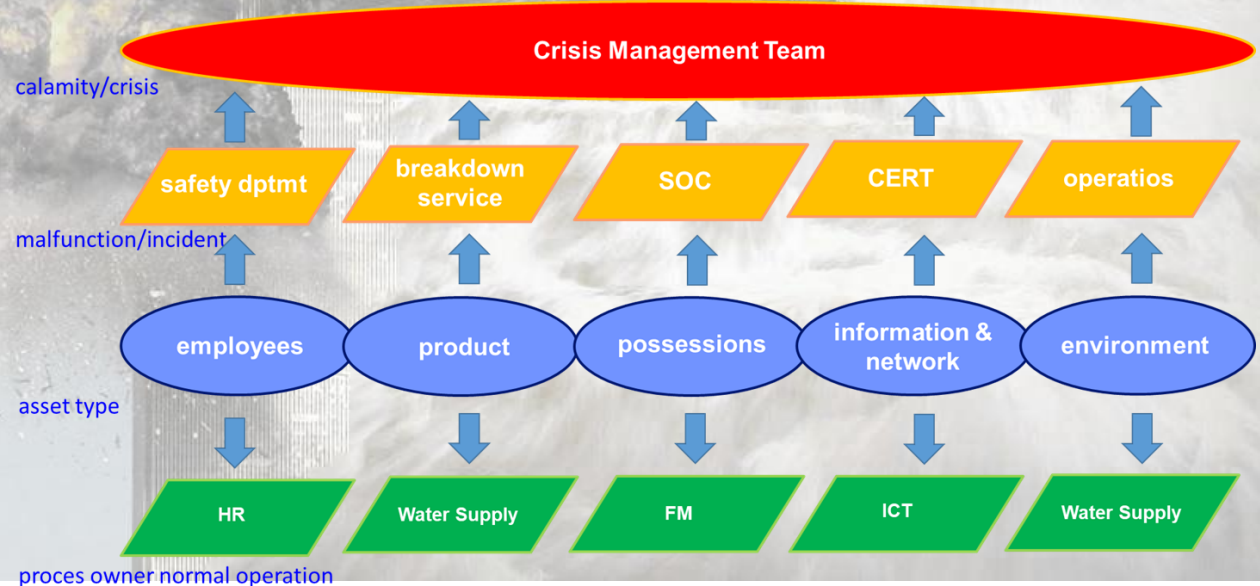 Crisis Management Team
calamity/crisis
safety dptmt
breakdown
service
SOC
CERT
operatios
malfunction/incident
employees
product
possessions
information &
network
environment
asset type
HR
Water Supply
FM
ICT
Water Supply
proces owner normal operation